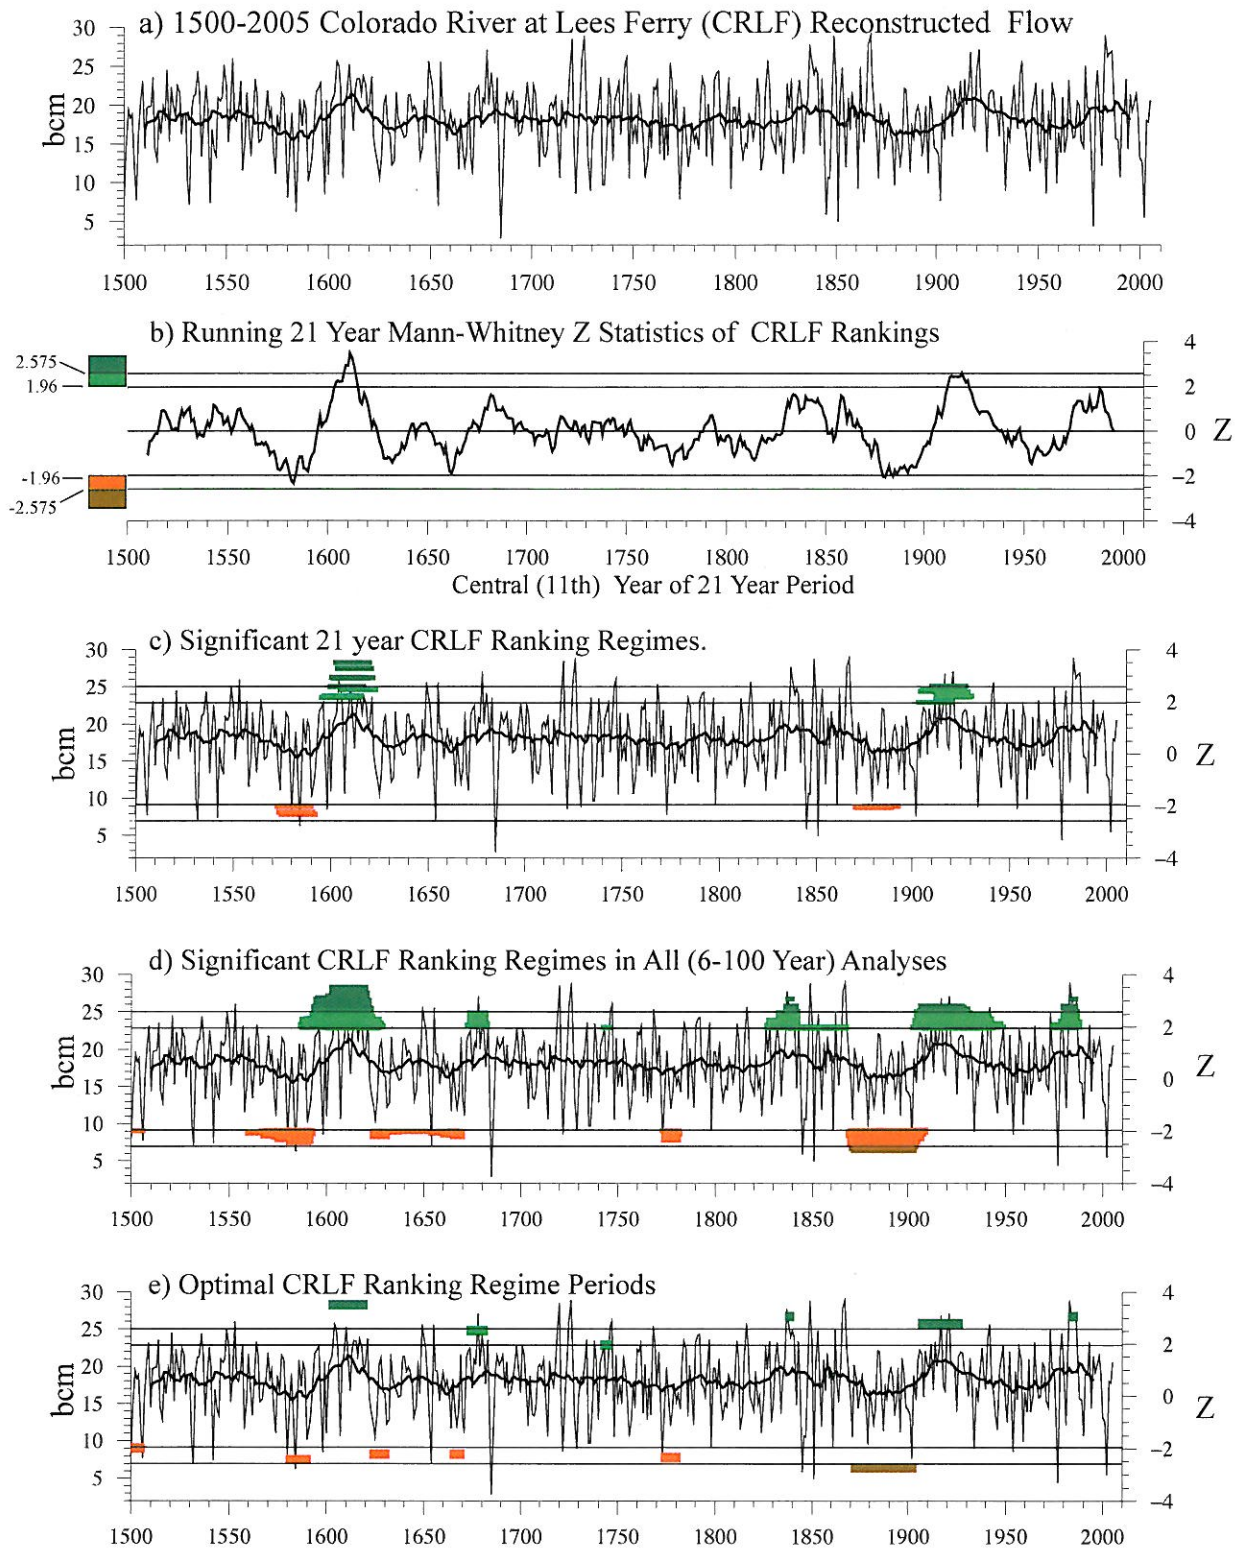 a) 1500-2005 Colorado River at Lees Ferry (CRLF) Reconstructed Flow
30
25
20
15
10
5
bcm
1500 1550 1600 1650 1700 1750 1800 1850 1900 1950 2000
b) Running 21 Year Mann-Whitney Z Statistics of CRLF Rankings
2.575
1.96
-1.96
-2.575
4
2
0
−2
−4
Z
1500 1550 1600 1650 1700 1750 1800 1850 1900 1950 2000
Central (11th) Year of 21 Year Period
c) Significant 21 year CRLF Ranking Regimes.
30
25
20
15
10
5
bcm
4
2
0
−2
−4
Z
1500 1550 1600 1650 1700 1750 1800 1850 1900 1950 2000
d) Significant CRLF Ranking Regimes in All (6-100 Year) Analyses
30
25
20
15
10
5
bcm
4
2
0
−2
−4
Z
1500 1550 1600 1650 1700 1750 1800 1850 1900 1950 2000
e) Optimal CRLF Ranking Regime Periods
30
25
20
15
10
5
bcm
4
2
0
−2
−4
Z
1500 1550 1600 1650 1700 1750 1800 1850 1900 1950 2000